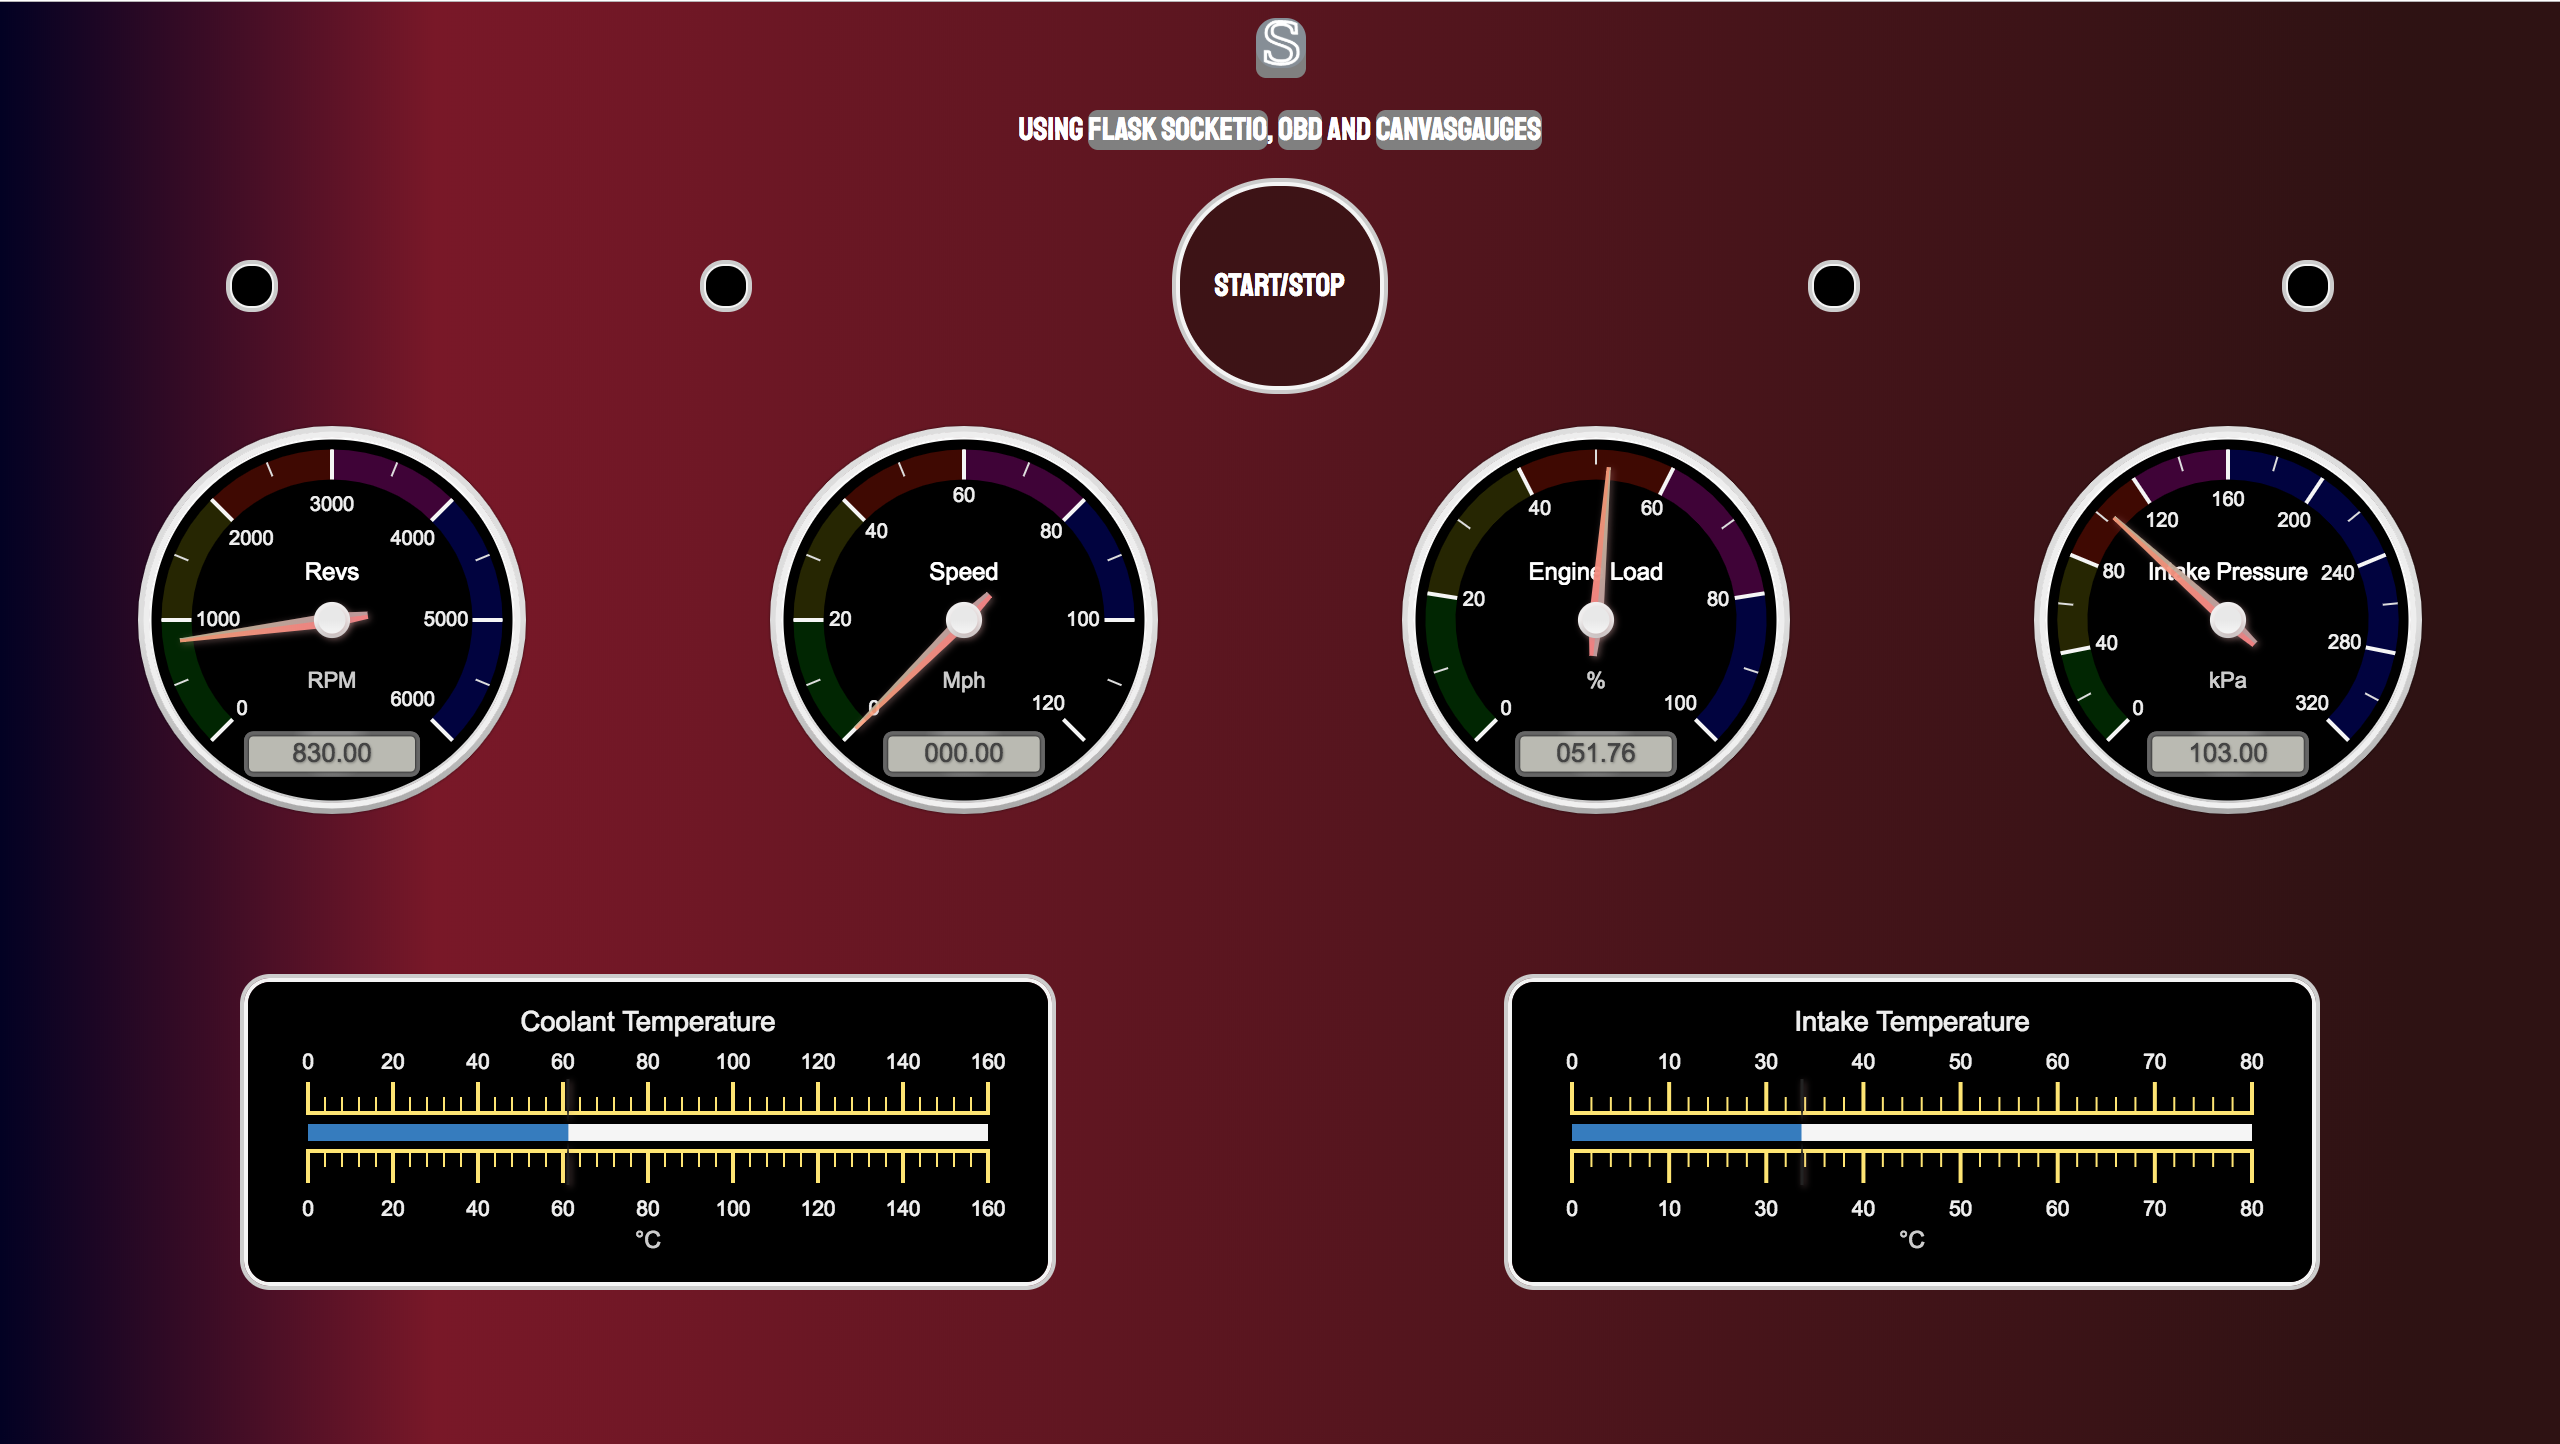 S
USING FLASK SOCKETIO, OBD AND CANVASGAUGES
START/STOP
3000
2000 4000
Revs
1000 5000
RPM
0 6000
830.00
60
40 80
Speed
20 100
Mph
0 120
000.00
40 60
Engine Load
20 80
%
0 100
051.76
160
120 200
80 Intake Pressure 240
40 280
kPa
0 320
103.00
Coolant Temperature
0 20 40 60 80 100 120 140 160
0 20 40 60 80 100 120 140 160
°C
Intake Temperature
0 10 30 40 50 60 70 80
0 10 30 40 50 60 70 80
°C